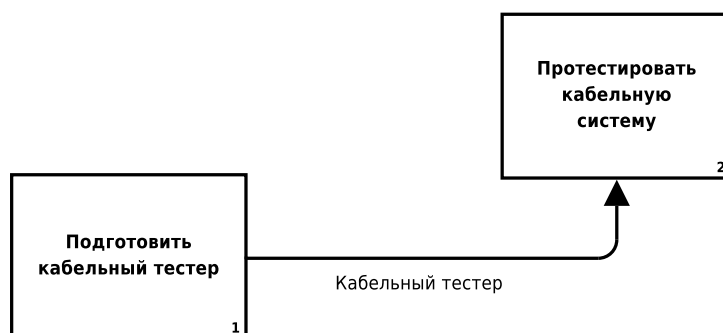 Протестировать
кабельную
систему
2
Подготовить
кабельный тестер
1
Кабельный тестер